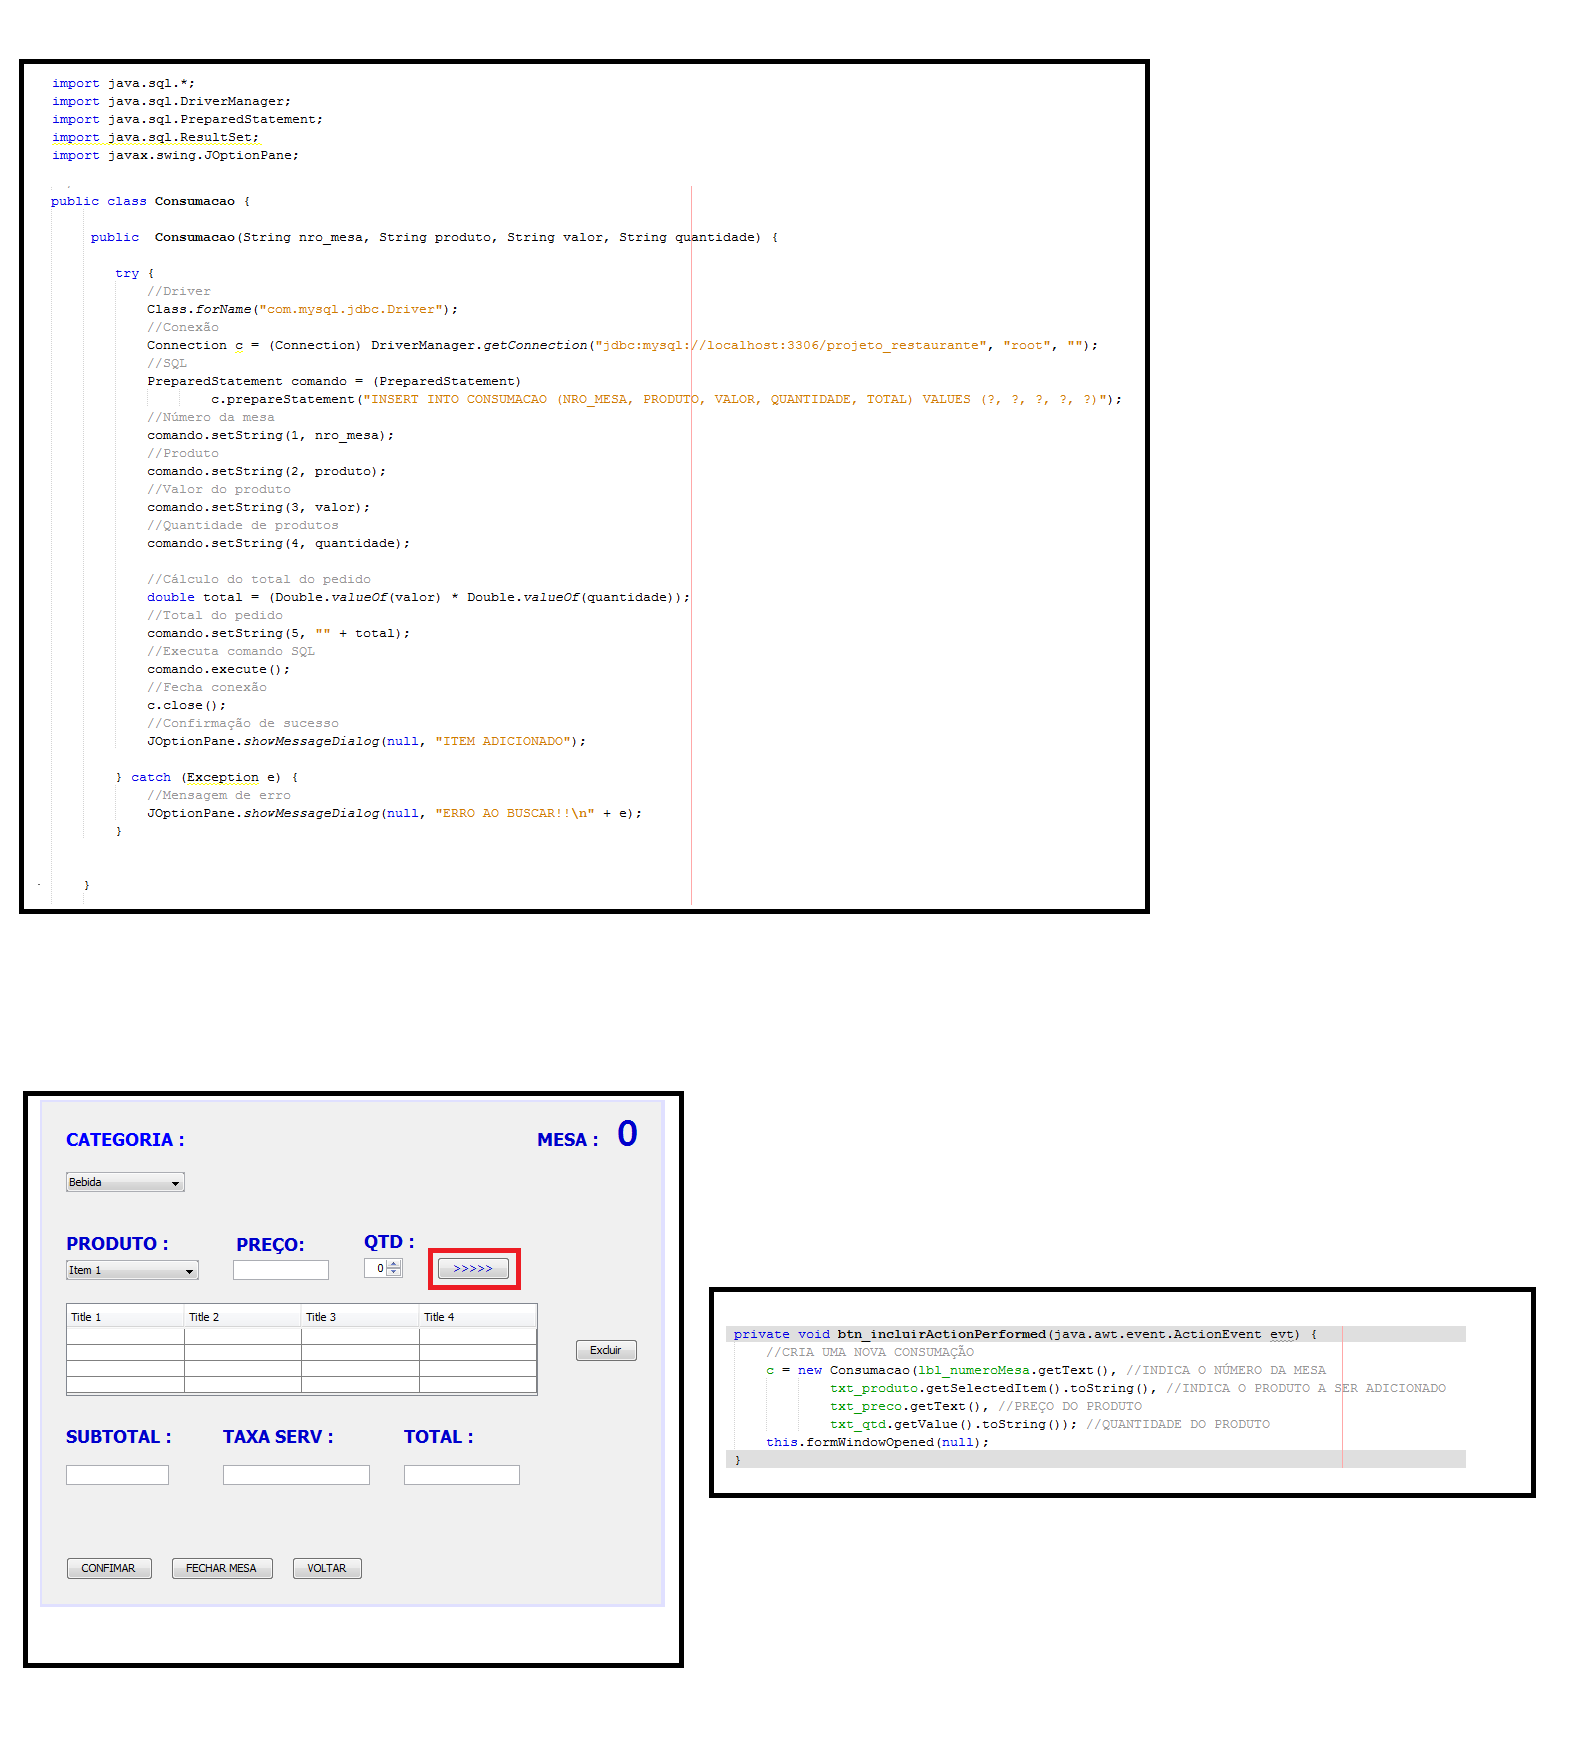 import java.sql.*;
import java.sql.DriverManager;
import java.sql.PreparedStatement;
import java.sql.ResultSet;
import javax.swing.JOptionPane;
public class Consumacao {
public  Consumacao(String nro_mesa, String produto, String valor, String quantidade) {
try {
//Driver
Class.forName("com.mysql.jdbc.Driver");
//Conexão
Connection c = (Connection) DriverManager.getConnection("jdbc:mysql://localhost:3306/projeto_restaurante", "root", "");
//SQL
PreparedStatement comando = (PreparedStatement)
c.prepareStatement("INSERT INTO CONSUMACAO (NRO_MESA, PRODUTO, VALOR, QUANTIDADE, TOTAL) VALUES (?, ?, ?, ?, ?)");
//Número da mesa
comando.setString(1, nro_mesa);
//Produto
comando.setString(2, produto);
//Valor do produto
comando.setString(3, valor);
//Quantidade de produtos
comando.setString(4, quantidade);
//Cálculo do total do pedido
double total = (Double.valueOf(valor) * Double.valueOf(quantidade));
//Total do pedido
comando.setString(5, "" + total);
//Executa comando SQL
comando.execute();
//Fecha conexão
c.close();
//Confirmação de sucesso
JOptionPane.showMessageDialog(null, "ITEM ADICIONADO");
} catch (Exception e) {
//Mensagem de erro
JOptionPane.showMessageDialog(null, "ERRO AO BUSCAR!!\n" + e);
}
}
CATEGORIA : MESA : 0
Bebida
PRODUTO : PREÇO: QTD :
Item 1 0 >>>>>
Title 1 Title 2 Title 3 Title 4
Excluir
SUBTOTAL : TAXA SERV : TOTAL :
CONFIMAR FECHAR MESA VOLTAR
private void btn_incluirActionPerformed(java.awt.event.ActionEvent evt) {
//CRIA UMA NOVA CONSUMAÇÃO
c = new Consumacao(lbl_numeroMesa.getText(), //INDICA O NÚMERO DA MESA
txt_produto.getSelectedItem().toString(), //INDICA O PRODUTO A SER ADICIONADO
txt_preco.getText(), //PREÇO DO PRODUTO
txt_qtd.getValue().toString()); //QUANTIDADE DO PRODUTO
this.formWindowOpened(null);
}